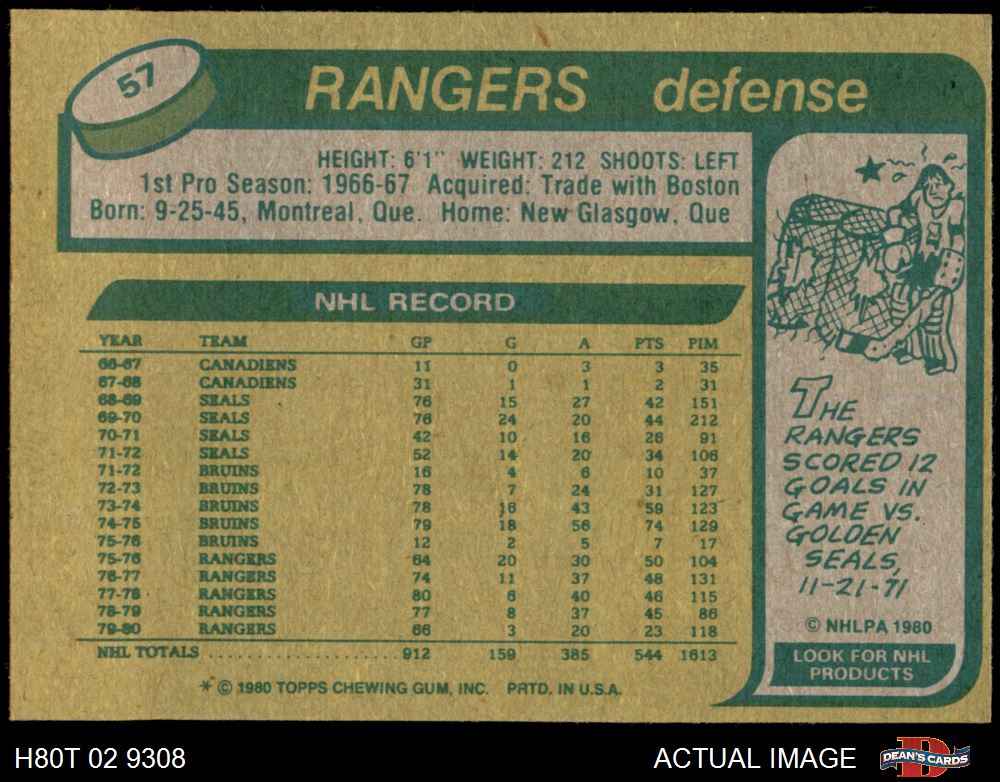 57
RANGERS defense
HEIGHT: 6'1" WEIGHT: 212 SHOOTS: LEFT
1st Pro Season: 1966-67 Acquired: Trade with Boston
Born: 9-25-45, Montreal, Que. Home: New Glasgow, Que
NHL RECORD
YEAR TEAM GP G A PTS PIM
66-67 CANADIENS 11 0 3 3 35
67-68 CANADIENS 31 1 1 2 31
68-69 SEALS 76 15 27 42 151
69-70 SEALS 76 24 20 44 212
70-71 SEALS 42 10 16 26 91
71-72 SEALS 52 14 20 34 106
71-72 BRUINS 16 4 6 10 37
72-73 BRUINS 78 7 24 31 127
73-74 BRUINS 78 16 43 59 123
74-75 BRUINS 79 18 56 74 129
75-76 BRUINS 12 2 5 7 17
75-76 RANGERS 64 20 30 50 104
76-77 RANGERS 74 11 37 48 131
77-78 RANGERS 80 6 40 46 115
78-79 RANGERS 77 8 37 45 86
79-80 RANGERS 66 3 20 23 118
NHL TOTALS .................... 912 159 385 544 1613
* © 1980 TOPPS CHEWING GUM, INC. PRTD. IN U.S.A.
THE
RANGERS
SCORED 12
GOALS IN
GAME VS.
GOLDEN
SEALS,
11-21-71
© NHLPA 1980
LOOK FOR NHL
PRODUCTS
H80T 02 9308 ACTUAL IMAGE DEAN'S CARDS